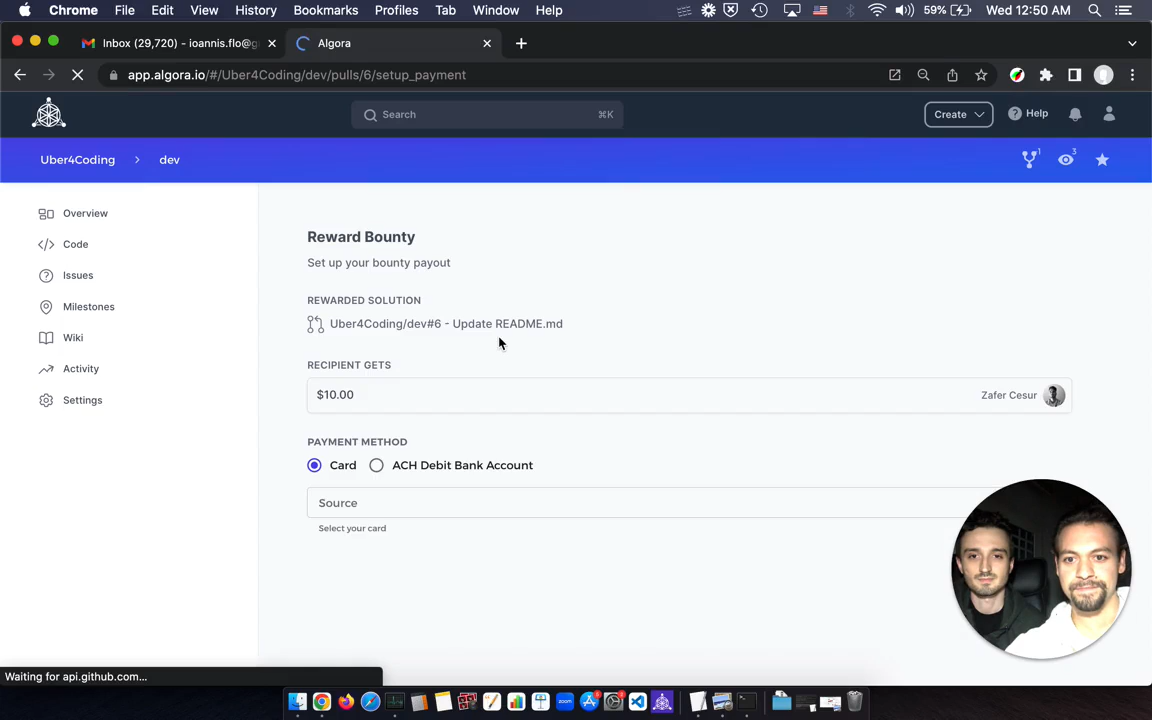 Chrome File Edit View History Bookmarks Profiles Tab Window Help 59% Wed 12:50 AM
Inbox (29,720) - ioannis.flo@g
Algora
app.algora.io/#/Uber4Coding/dev/pulls/6/setup_payment
Search ⌘K Create Help
Uber4Coding > dev 1 3
Overview
Code
Issues
Milestones
Wiki
Activity
Settings
Reward Bounty
Set up your bounty payout
REWARDED SOLUTION
Uber4Coding/dev#6 - Update README.md
RECIPIENT GETS
$10.00 Zafer Cesur
PAYMENT METHOD
Card ACH Debit Bank Account
Source
Select your card
Waiting for api.github.com...
zoom